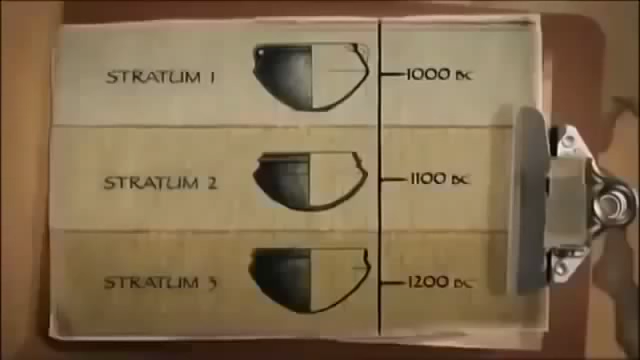 STRATUM 1 1000 BC
STRATUM 2 1100 BC
STRATUM 3 1200 BC